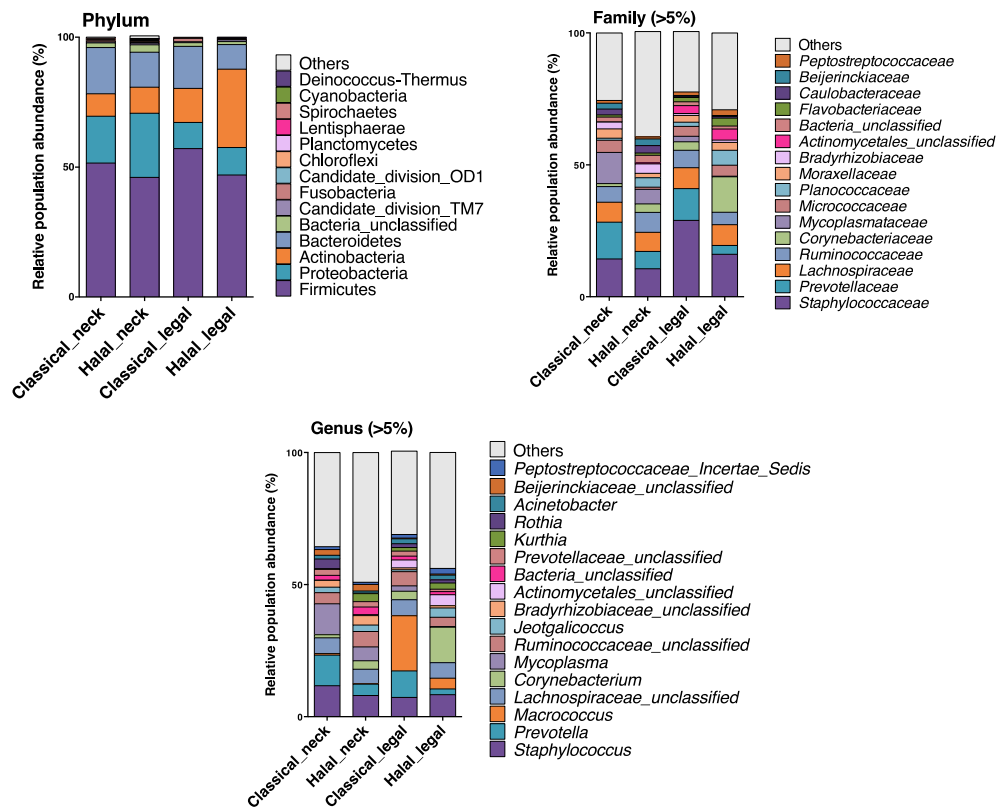 Phylum
Relative population abundance (%)
100
50
0
Classical_neck
Halal_neck
Classical_legal
Halal_legal
Others
Deinococcus-Thermus
Cyanobacteria
Spirochaetes
Lentisphaerae
Planctomycetes
Chloroflexi
Candidate_division_OD1
Fusobacteria
Candidate_division_TM7
Bacteria_unclassified
Bacteroidetes
Actinobacteria
Proteobacteria
Firmicutes
Family (>5%)
Relative population abundance (%)
100
50
0
Classical_neck
Halal_neck
Classical_legal
Halal_legal
Others
Peptostreptococcaceae
Beijerinckiaceae
Caulobacteraceae
Flavobacteriaceae
Bacteria_unclassified
Actinomycetales_unclassified
Bradyrhizobiaceae
Moraxellaceae
Planococcaceae
Micrococcaceae
Mycoplasmataceae
Corynebacteriaceae
Ruminococcaceae
Lachnospiraceae
Prevotellaceae
Staphylococcaceae
Genus (>5%)
Relative population abundance (%)
100
50
0
Classical_neck
Halal_neck
Classical_legal
Halal_legal
Others
Peptostreptococcaceae_Incertae_Sedis
Beijerinckiaceae_unclassified
Acinetobacter
Rothia
Kurthia
Prevotellaceae_unclassified
Bacteria_unclassified
Actinomycetales_unclassified
Bradyrhizobiaceae_unclassified
Jeotgalicoccus
Ruminococcaceae_unclassified
Mycoplasma
Corynebacterium
Lachnospiraceae_unclassified
Macrococcus
Prevotella
Staphylococcus